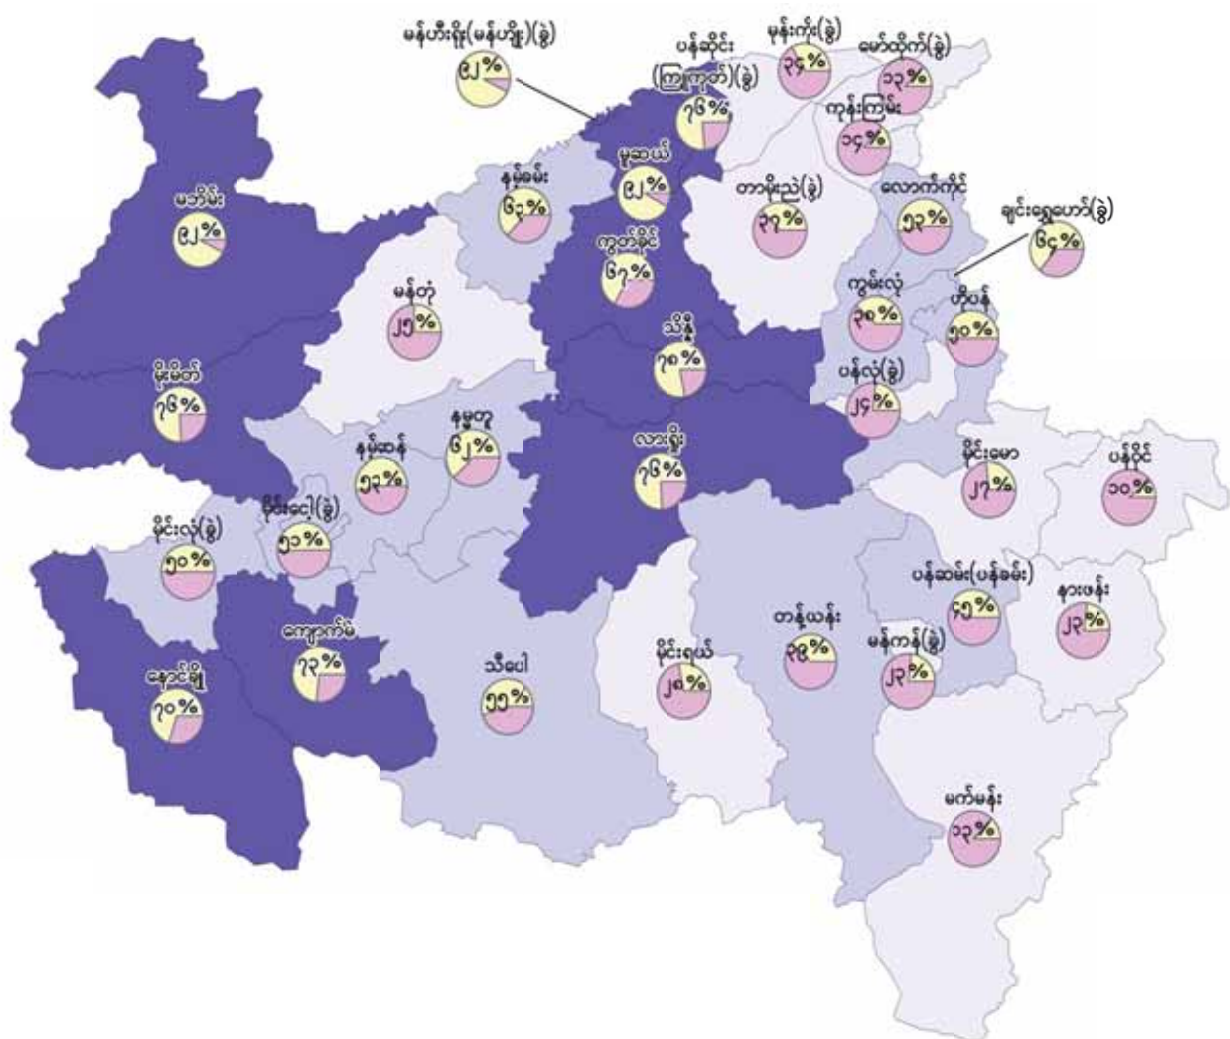 မန်ဟီးရိုး(မန်ဟျိုး)(ခွဲ)
၉၂%
ပန်ဆိုင်း
(ကြူကုတ်)(ခွဲ)
၇၆%
မုန်းကိုး(ခွဲ)
၃၄%
မော်ထိုက်(ခွဲ)
၁၃%
ကုန်းကြမ်း
၁၄%
မဘိမ်း
၉၂%
နမ့်ခမ်း
၆၃%
မူဆယ်
၉၂%
တာမိုးညဲ(ခွဲ)
၃၇%
လောက်ကိုင်
၅၃%
ချင်းရွှေဟော်(ခွဲ)
၆၄%
ကွတ်ခိုင်
၆၇%
မန်တုံ
၂၅%
ကွမ်းလုံ
၃၈%
ဟိုပန်
၅၀%
သိန္နီ
၇၈%
ပန်လုံ(ခွဲ)
၂၄%
မိုးမိတ်
၇၆%
နမ္မတူ
၆၂%
နမ့်ဆန်
၅၃%
လားရှိုး
၇၆%
မိုင်းမော
၂၇%
ပန်ဝိုင်
၁၀%
မိုင်းငေါ့(ခွဲ)
၅၁%
မိုင်းလုံ(ခွဲ)
၅၀%
ပန်ဆမ်း(ပန်ခမ်း)
၄၅%
နားဖန်း
၂၃%
ကျောက်မဲ
၇၃%
တန့်ယန်း
၃၉%
မန်ကန်(ခွဲ)
၂၃%
မိုင်းရယ်
၂၈%
သီပေါ
၅၅%
နောင်ချို
၇၀%
မက်မန်း
၁၃%